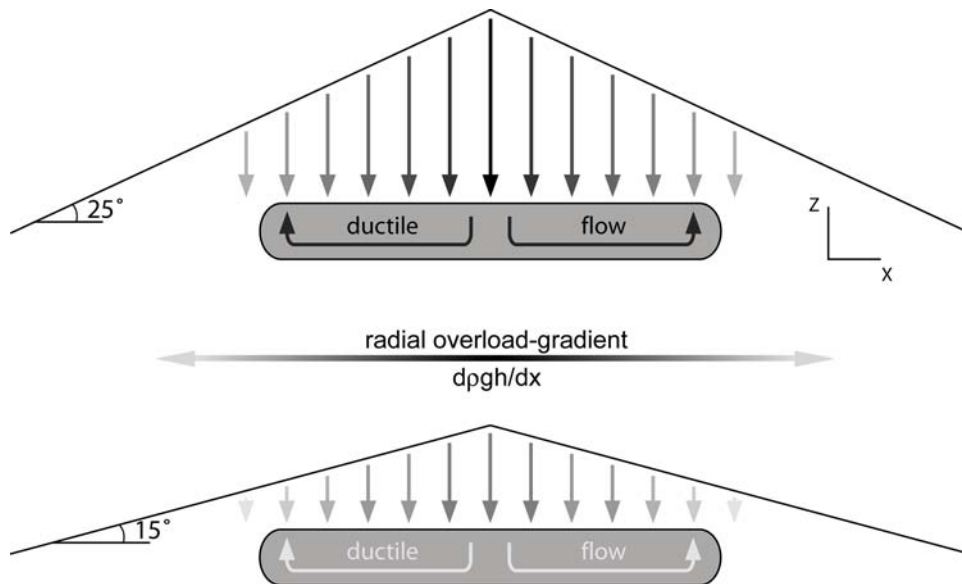 25°
ductile
flow
z
x
radial overload-gradient
dρgh/dx
15°
ductile
flow